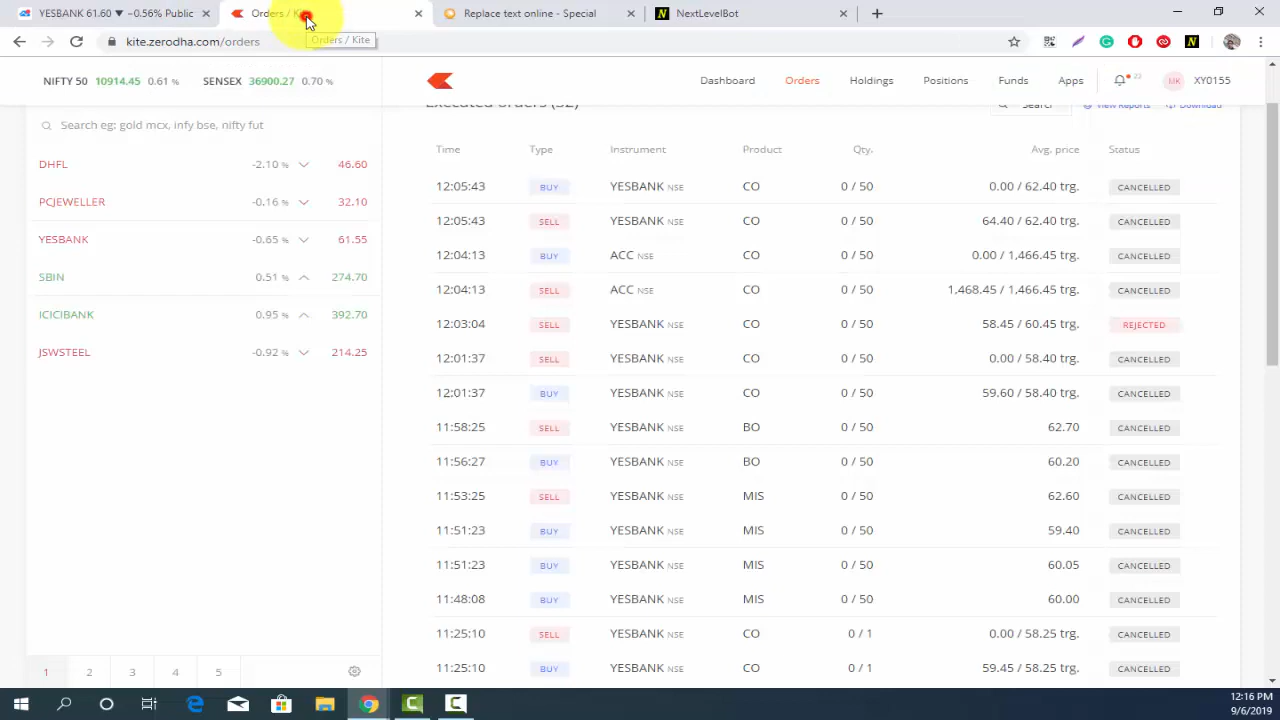 YESBANK 61.60 ▼ −0.56% Public
Orders / Kite
Replace text online - Special
NextLevelBot
kite.zerodha.com/orders
Orders / Kite
NIFTY 50 10914.45 0.61 %
SENSEX 36900.27 0.70 %
Dashboard
Orders
Holdings
Positions
Funds
Apps
22
MK
XY0155
Search eg: gold mcx, infy bse, nifty fut
DHFL -2.10 % 46.60
PCJEWELLER -0.16 % 32.10
YESBANK -0.65 % 61.55
SBIN 0.51 % 274.70
ICICIBANK 0.95 % 392.70
JSWSTEEL -0.92 % 214.25
1 2 3 4 5
Executed orders (32)
Search
View Reports
Download
Time Type Instrument Product Qty. Avg. price Status
12:05:43 BUY YESBANK NSE CO 0 / 50 0.00 / 62.40 trg. CANCELLED
12:05:43 SELL YESBANK NSE CO 0 / 50 64.40 / 62.40 trg. CANCELLED
12:04:13 BUY ACC NSE CO 0 / 50 0.00 / 1,466.45 trg. CANCELLED
12:04:13 SELL ACC NSE CO 0 / 50 1,468.45 / 1,466.45 trg. CANCELLED
12:03:04 SELL YESBANK NSE CO 0 / 50 58.45 / 60.45 trg. REJECTED
12:01:37 SELL YESBANK NSE CO 0 / 50 0.00 / 58.40 trg. CANCELLED
12:01:37 BUY YESBANK NSE CO 0 / 50 59.60 / 58.40 trg. CANCELLED
11:58:25 SELL YESBANK NSE BO 0 / 50 62.70 CANCELLED
11:56:27 BUY YESBANK NSE BO 0 / 50 60.20 CANCELLED
11:53:25 SELL YESBANK NSE MIS 0 / 50 62.60 CANCELLED
11:51:23 BUY YESBANK NSE MIS 0 / 50 59.40 CANCELLED
11:51:23 BUY YESBANK NSE MIS 0 / 50 60.05 CANCELLED
11:48:08 BUY YESBANK NSE MIS 0 / 50 60.00 CANCELLED
11:25:10 SELL YESBANK NSE CO 0 / 1 0.00 / 58.25 trg. CANCELLED
11:25:10 BUY YESBANK NSE CO 0 / 1 59.45 / 58.25 trg. CANCELLED
12:16 PM
9/6/2019